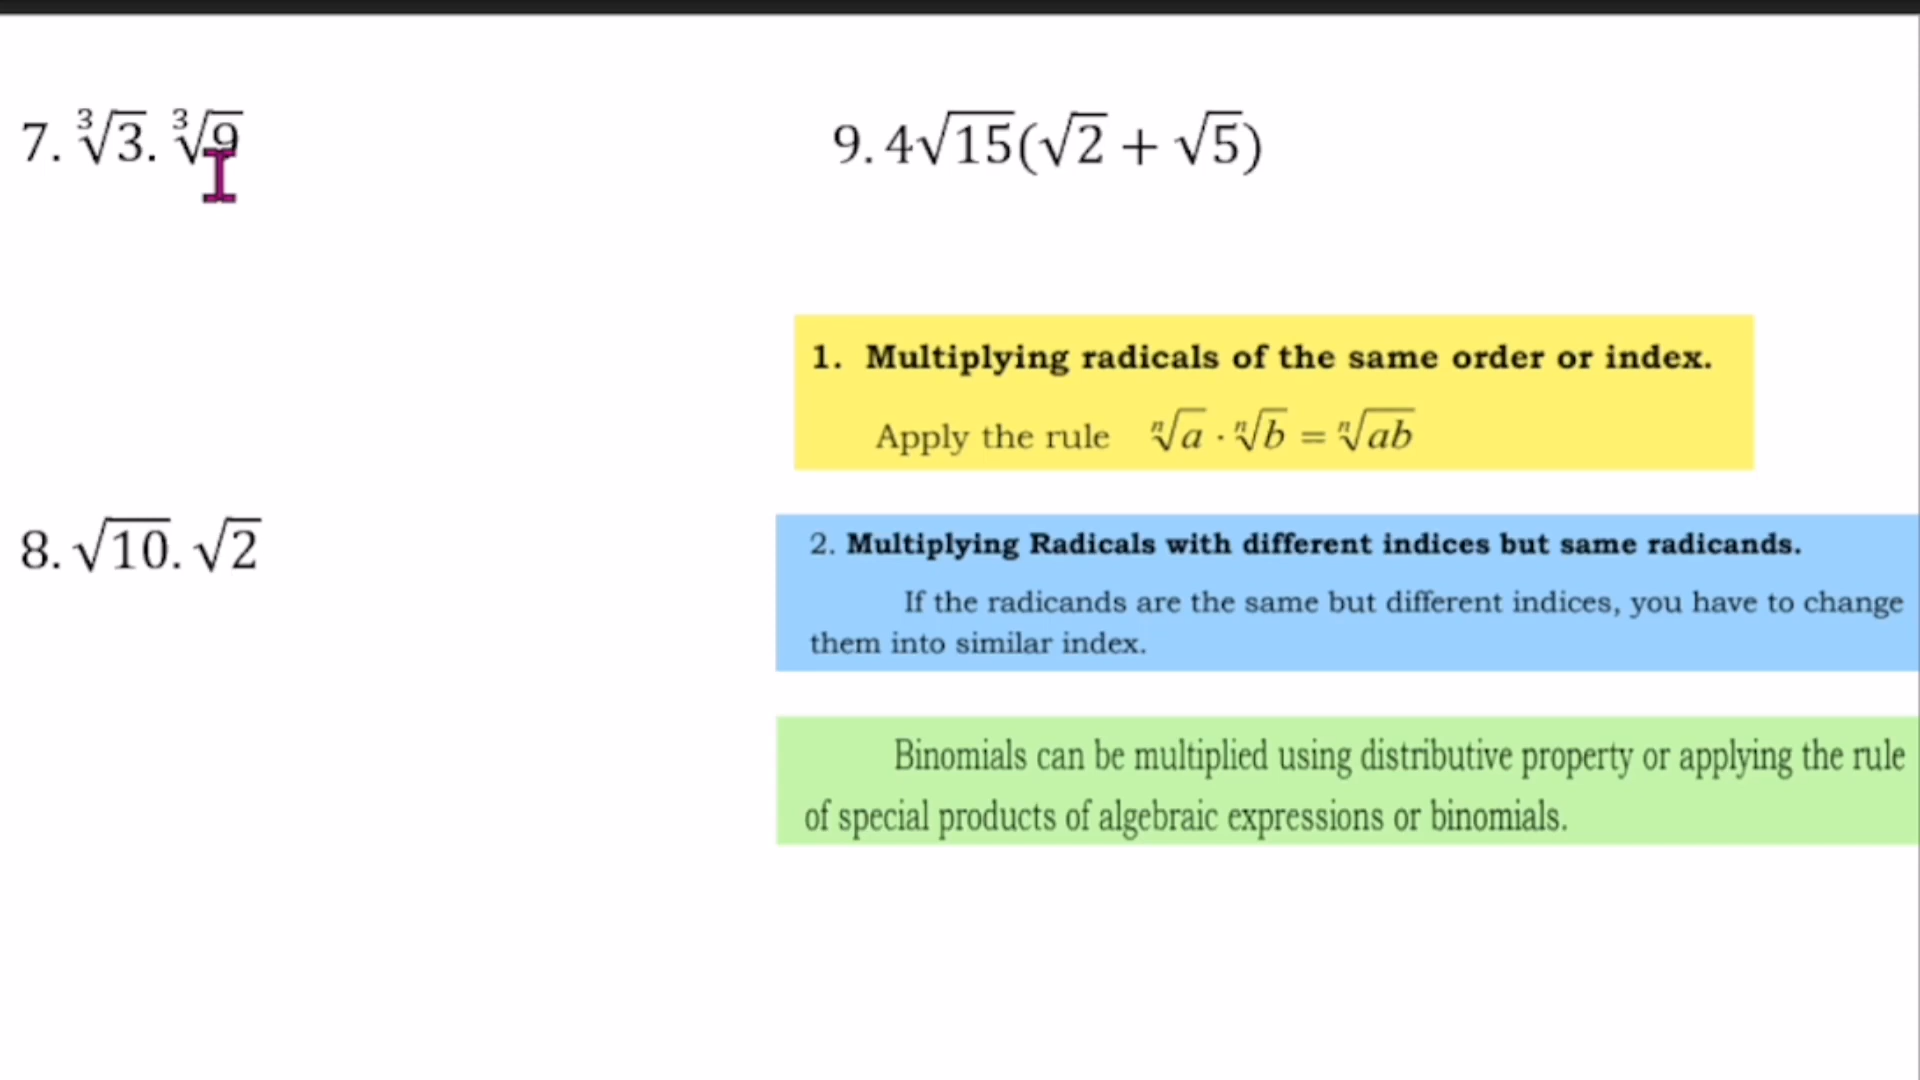 7. ∛3. ∛9
8. √10. √2
9. 4√15(√2 + √5)
1. Multiplying radicals of the same order or index.
Apply the rule ⁿ√a · ⁿ√b = ⁿ√ab
2. Multiplying Radicals with different indices but same radicands.
If the radicands are the same but different indices, you have to change
them into similar index.
Binomials can be multiplied using distributive property or applying the rule
of special products of algebraic expressions or binomials.